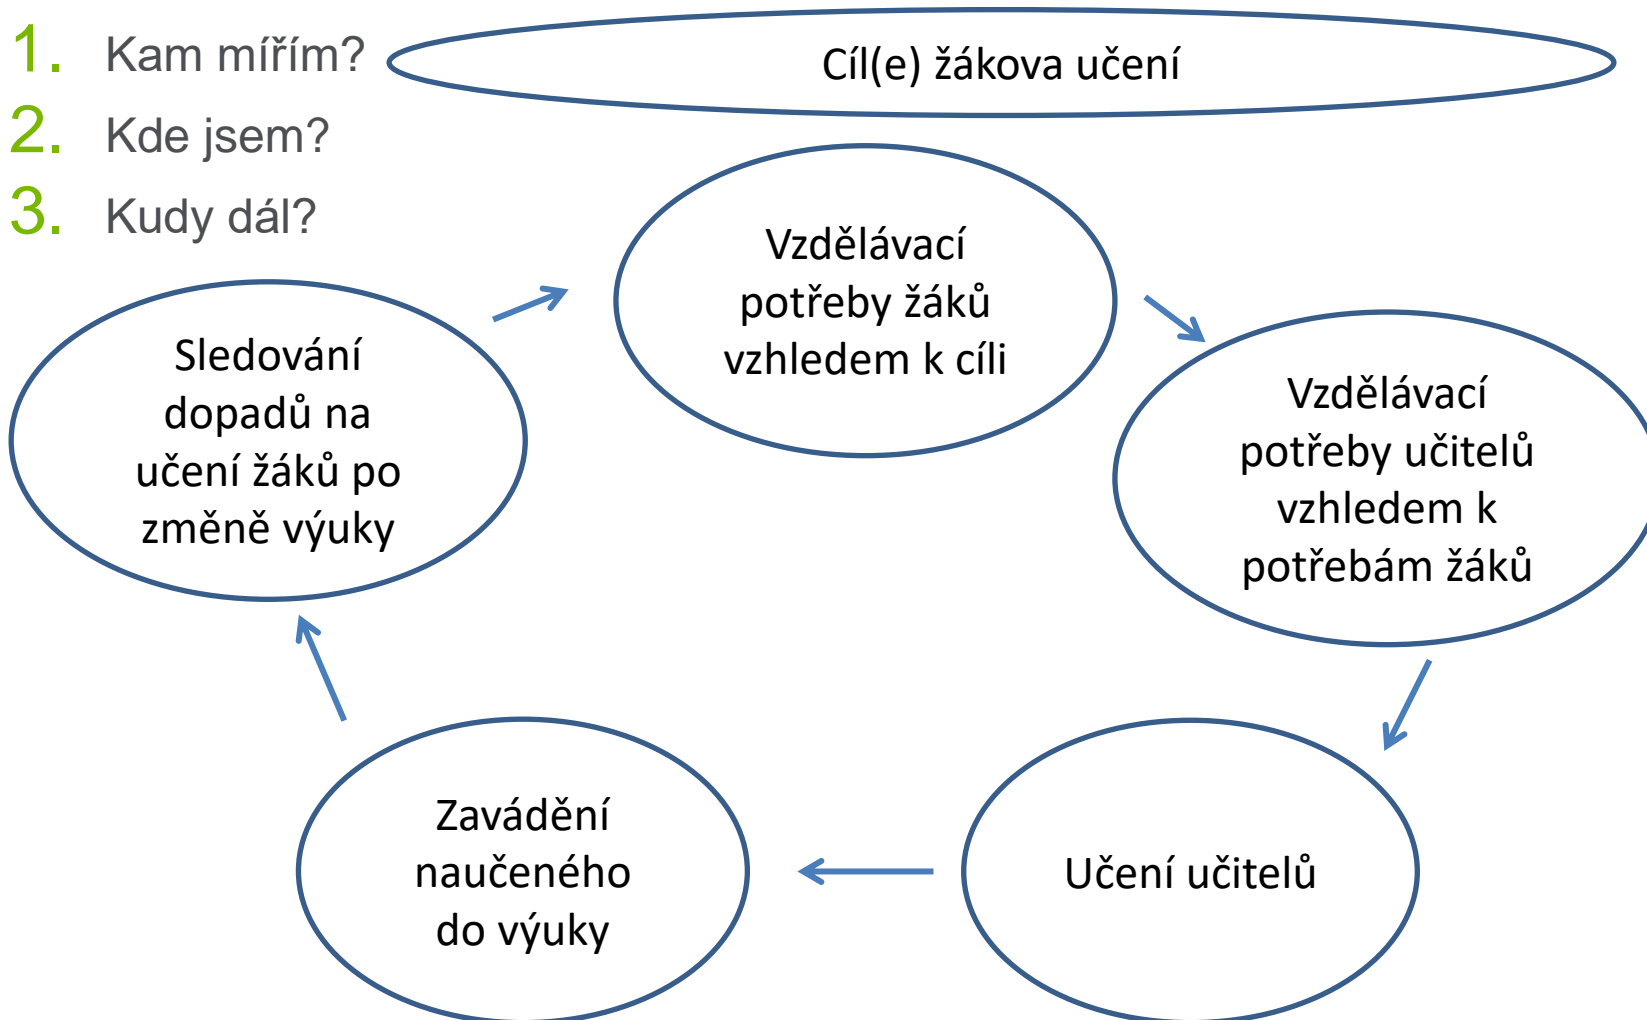 1. Kam mířím?
Cíl(e) žákova učení
2. Kde jsem?
3. Kudy dál?
Vzdělávací
potřeby žáků
vzhledem k cíli
Vzdělávací
potřeby učitelů
vzhledem k
potřebám žáků
Učení učitelů
Zavádění
naučeného
do výuky
Sledování
dopadů na
učení žáků po
změně výuky